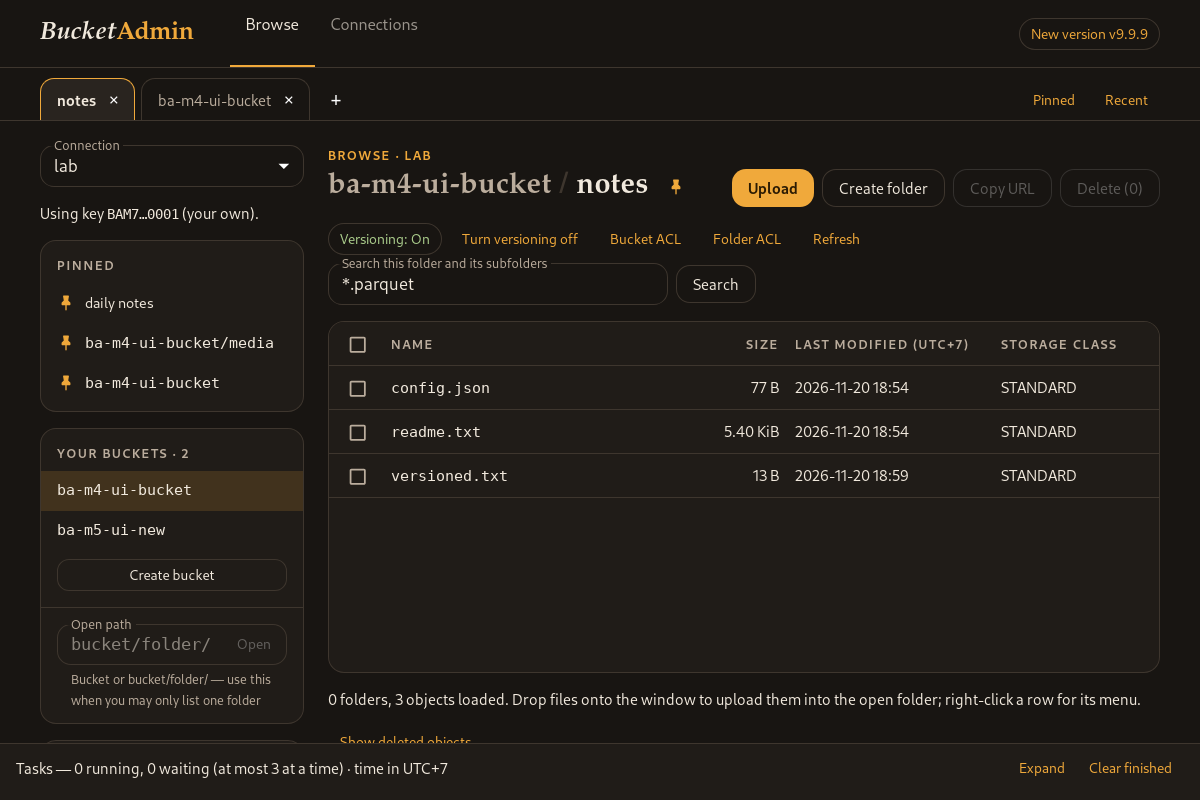 BucketAdmin
Browse
Connections
New version v9.9.9
notes ×
ba-m4-ui-bucket ×
+
Pinned
Recent
Connection
lab
Using key BAM7…0001 (your own).
PINNED
daily notes
ba-m4-ui-bucket/media
ba-m4-ui-bucket
YOUR BUCKETS · 2
ba-m4-ui-bucket
ba-m5-ui-new
Create bucket
Open path
bucket/folder/ Open
Bucket or bucket/folder/ — use this
when you may only list one folder
BROWSE · LAB
ba-m4-ui-bucket / notes
Upload
Create folder
Copy URL
Delete (0)
Versioning: On
Turn versioning off
Bucket ACL
Folder ACL
Refresh
Search this folder and its subfolders
*.parquet
Search
NAME SIZE LAST MODIFIED (UTC+7) STORAGE CLASS
config.json 77 B 2026-11-20 18:54 STANDARD
readme.txt 5.40 KiB 2026-11-20 18:54 STANDARD
versioned.txt 13 B 2026-11-20 18:59 STANDARD
0 folders, 3 objects loaded. Drop files onto the window to upload them into the open folder; right-click a row for its menu.
Show deleted objects
Tasks — 0 running, 0 waiting (at most 3 at a time) · time in UTC+7
Expand
Clear finished